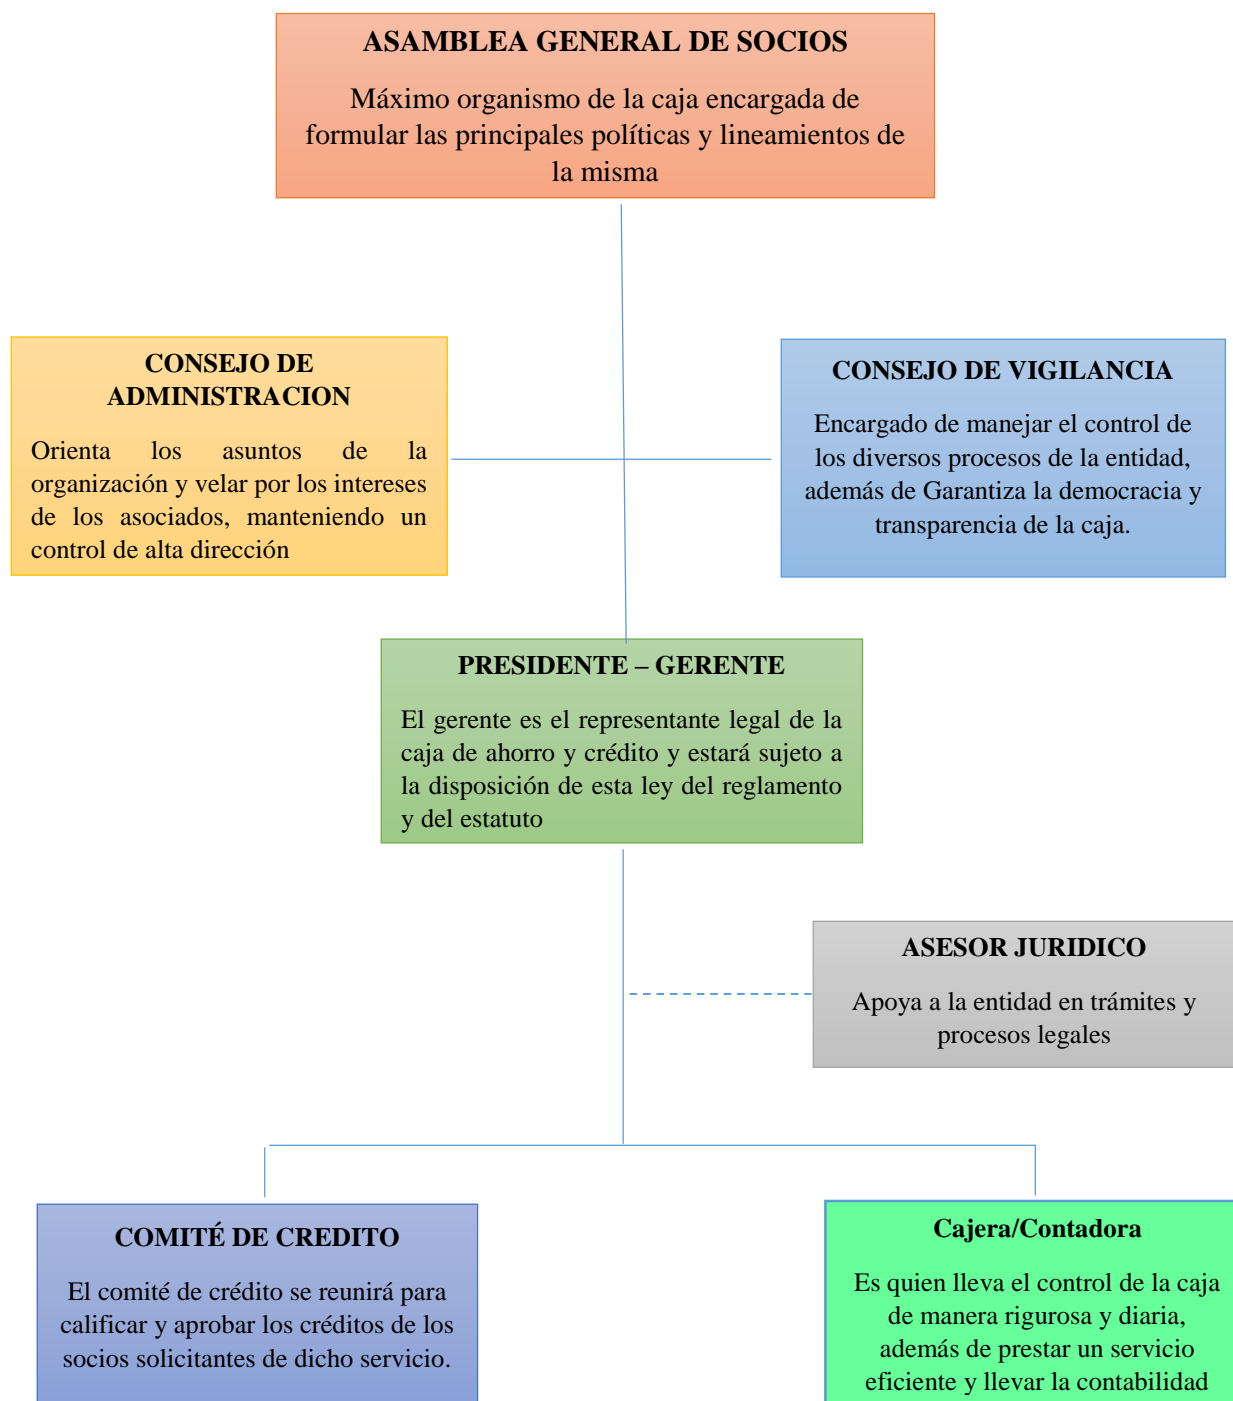 ASAMBLEA GENERAL DE SOCIOS
Máximo organismo de la caja encargada de
formular las principales políticas y lineamientos de
la misma
CONSEJO DE
ADMINISTRACION
Orienta los asuntos de la
organización y velar por los intereses
de los asociados, manteniendo un
control de alta dirección
CONSEJO DE VIGILANCIA
Encargado de manejar el control de
los diversos procesos de la entidad,
además de Garantiza la democracia y
transparencia de la caja.
PRESIDENTE – GERENTE
El gerente es el representante legal de la
caja de ahorro y crédito y estará sujeto a
la disposición de esta ley del reglamento
y del estatuto
ASESOR JURIDICO
Apoya a la entidad en trámites y
procesos legales
COMITÉ DE CREDITO
El comité de crédito se reunirá para
calificar y aprobar los créditos de los
socios solicitantes de dicho servicio.
Cajera/Contadora
Es quien lleva el control de la caja
de manera rigurosa y diaria,
además de prestar un servicio
eficiente y llevar la contabilidad